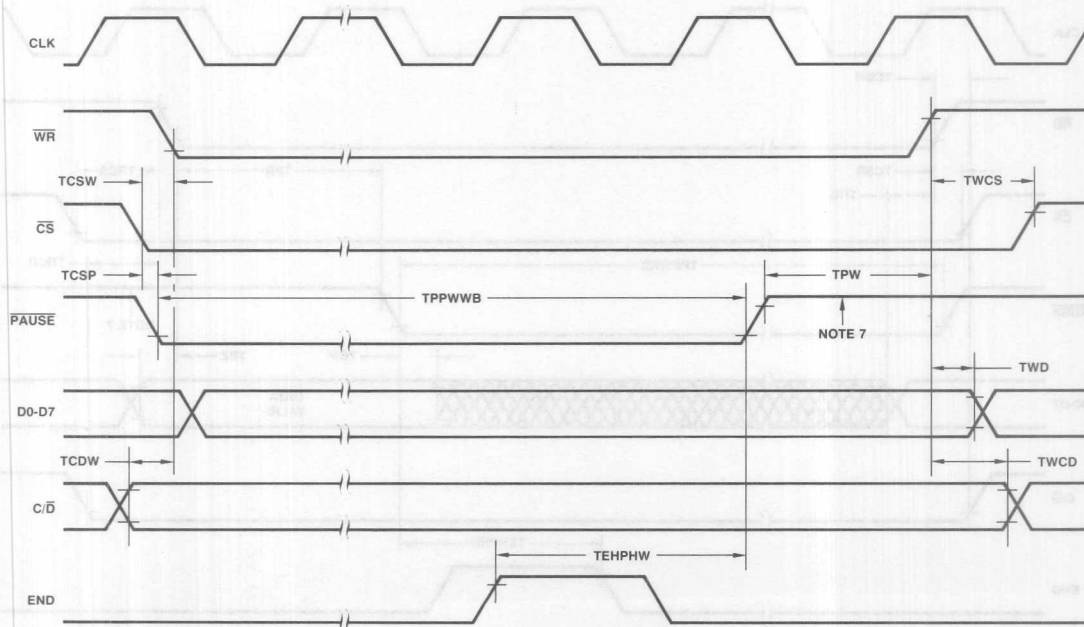 CLK
WR
TCSW
TWCS
CS
TCSP
TPPWWB
TPW
PAUSE
NOTE 7
TWD
D0-D7
TCDW
TWCD
C/D
TEHPHW
END